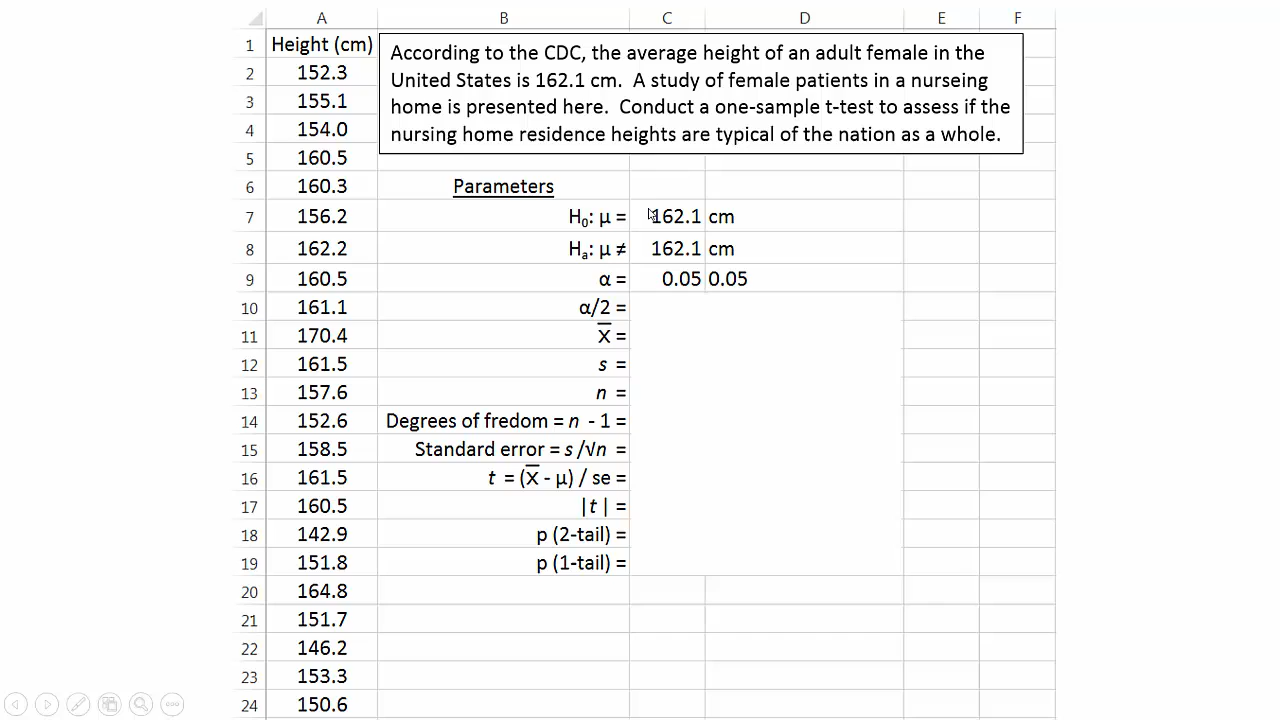 A B C D E F
1 Height (cm)
According to the CDC, the average height of an adult female in the
United States is 162.1 cm. A study of female patients in a nurseing
home is presented here. Conduct a one-sample t-test to assess if the
nursing home residence heights are typical of the nation as a whole.
2 152.3
3 155.1
4 154.0
5 160.5
6 160.3 Parameters
7 156.2 H₀: μ = 162.1 cm
8 162.2 Hₐ: μ ≠ 162.1 cm
9 160.5 α = 0.05 0.05
10 161.1 α/2 =
11 170.4 x̅ =
12 161.5 s =
13 157.6 n =
14 152.6 Degrees of fredom = n - 1 =
15 158.5 Standard error = s /√n =
16 161.5 t = (x̅ - μ) / se =
17 160.5 |t | =
18 142.9 p (2-tail) =
19 151.8 p (1-tail) =
20 164.8
21 151.7
22 146.2
23 153.3
24 150.6